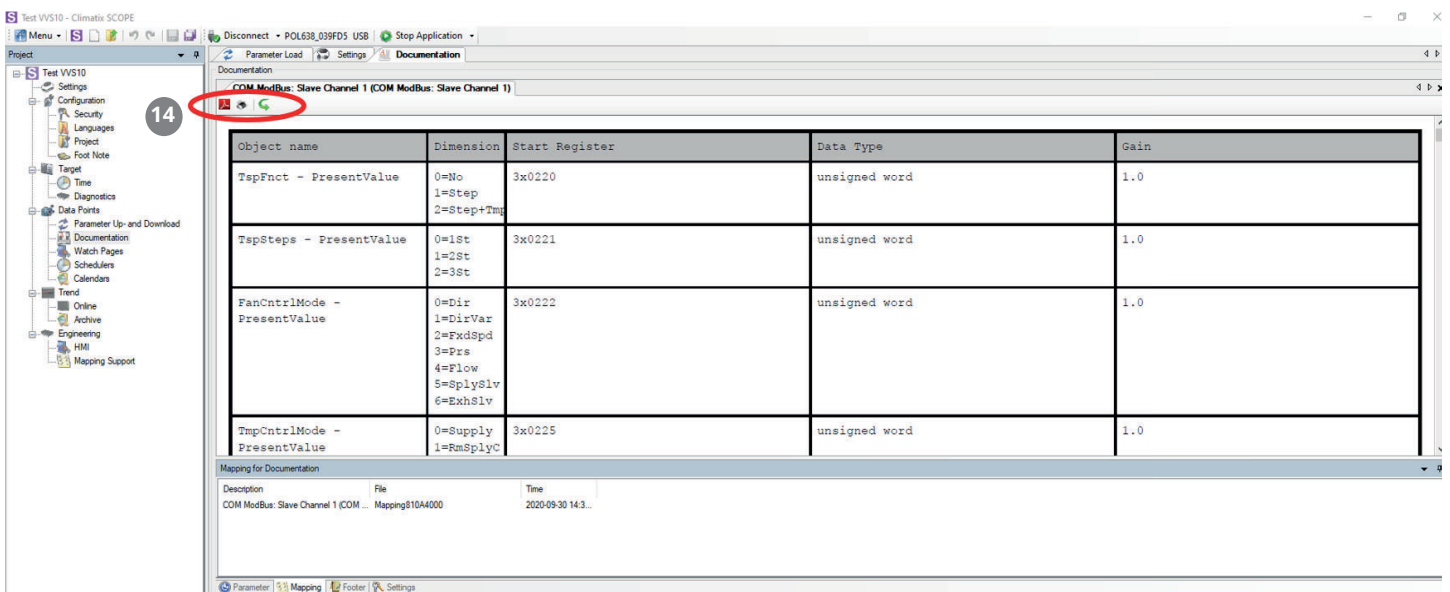 Test VVS10 - Climatix SCOPE
Menu Disconnect POL638_039FD5 USB Stop Application
Project
Test VVS10
Settings
Configuration
Security
Languages
Project
Foot Note
Target
Time
Diagnostics
Data Points
Parameter Up- and Download
Documentation
Watch Pages
Schedulers
Calendars
Trend
Online
Archive
Engineering
HMI
Mapping Support
14
Parameter Load Settings Documentation
Documentation
COM ModBus: Slave Channel 1 (COM ModBus: Slave Channel 1)
Object name Dimension Start Register Data Type Gain
TspFnct - PresentValue 0=No 3x0220 unsigned word 1.0
1=Step
2=Step+Tmp
TspSteps - PresentValue 0=1St 3x0221 unsigned word 1.0
1=2St
2=3St
FanCntrlMode - 0=Dir 3x0222 unsigned word 1.0
PresentValue 1=DirVar
2=FxdSpd
3=Prs
4=Flow
5=SplySlv
6=ExhSlv
TmpCntrlMode - 0=Supply 3x0225 unsigned word 1.0
PresentValue 1=RmSplyC
Mapping for Documentation
Description File Time
COM ModBus: Slave Channel 1 (COM ... Mapping810A4000 2020-09-30 14:3...
Parameter Mapping Footer Settings